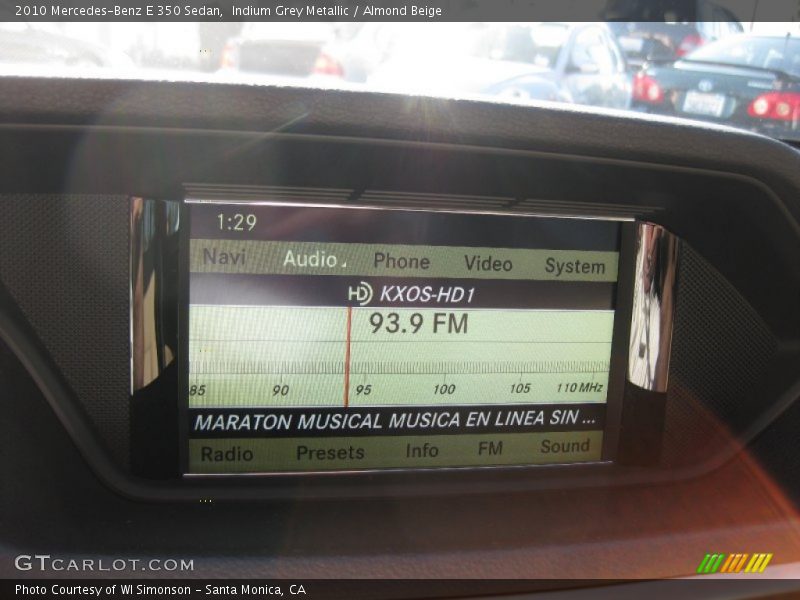 2010 Mercedes-Benz E 350 Sedan,  Indium Grey Metallic / Almond Beige
1:29
Navi Audio Phone Video System
HD KXOS-HD1
93.9 FM
85 90 95 100 105 110 MHz
MARATON MUSICAL MUSICA EN LINEA SIN ...
Radio Presets Info FM Sound
GTCARLOT.COM
Photo Courtesy of WI Simonson - Santa Monica, CA